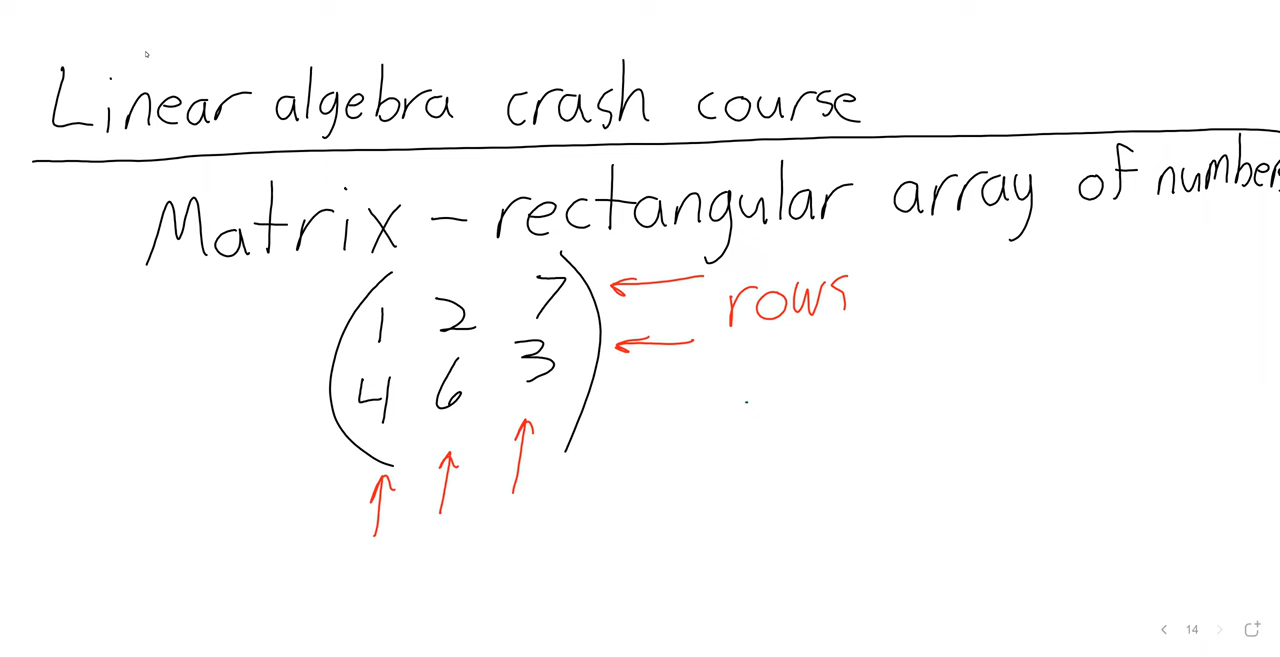 Linear algebra crash course
Matrix - rectangular array of number
1 2 7 rows
4 6 3
14